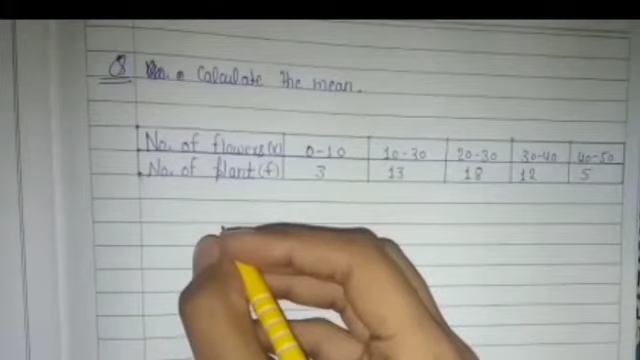 Q Calculate the mean.
No. of flowers(x) 0-10 10-30 20-30 30-40 40-50
No. of plant(f) 3 13 18 12 5